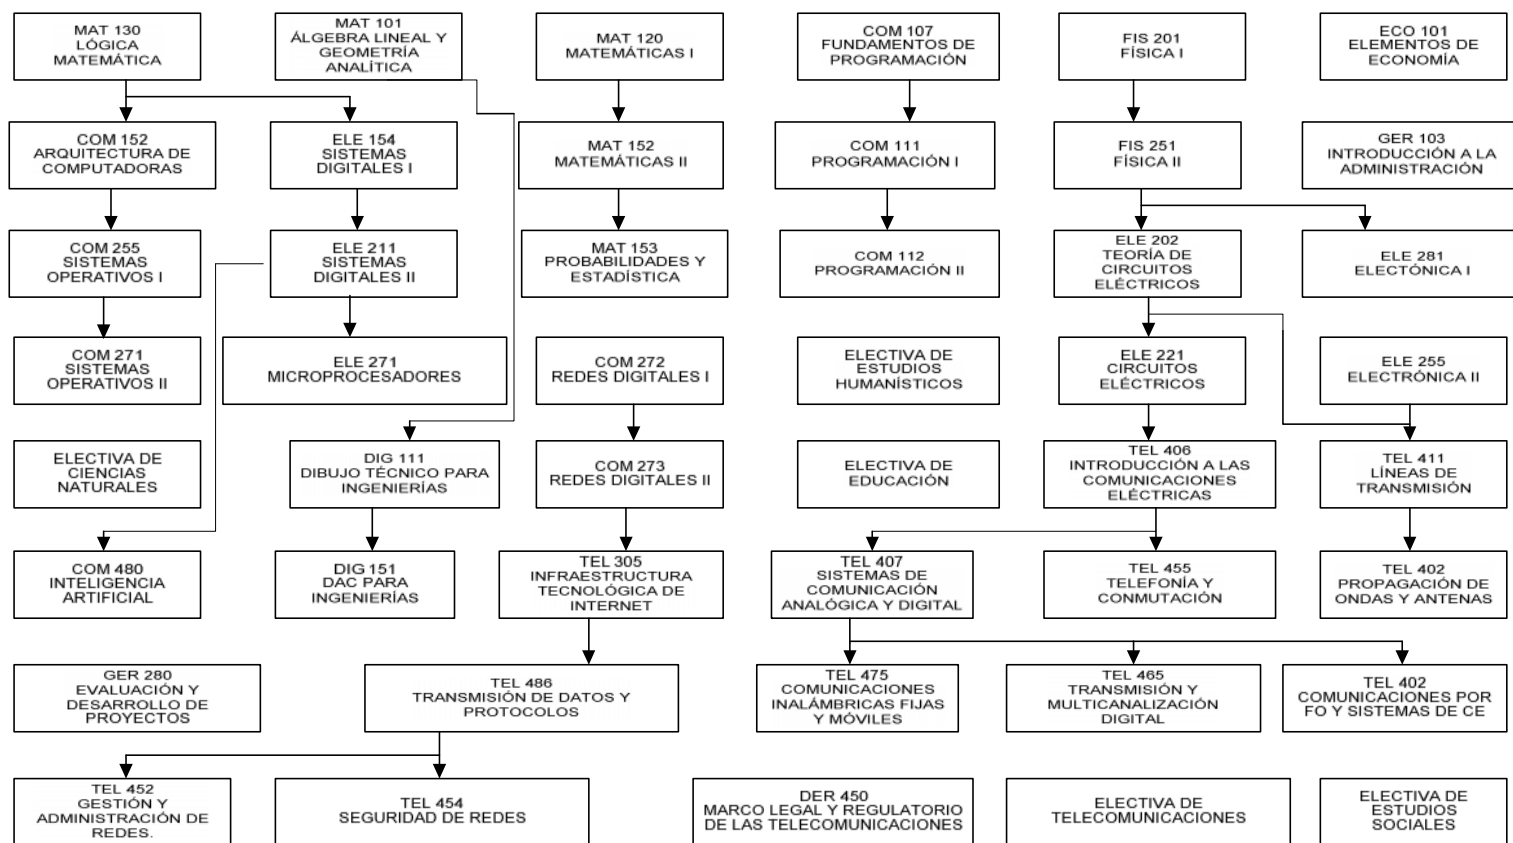 MAT 130
LÓGICA
MATEMÁTICA
MAT 101
ÁLGEBRA LINEAL Y
GEOMETRÍA
ANALÍTICA
MAT 120
MATEMÁTICAS I
COM 107
FUNDAMENTOS DE
PROGRAMACIÓN
FIS 201
FÍSICA I
ECO 101
ELEMENTOS DE
ECONOMÍA
COM 152
ARQUITECTURA DE
COMPUTADORAS
ELE 154
SISTEMAS
DIGITALES I
MAT 152
MATEMÁTICAS II
COM 111
PROGRAMACIÓN I
FIS 251
FÍSICA II
GER 103
INTRODUCCIÓN A LA
ADMINISTRACIÓN
COM 255
SISTEMAS
OPERATIVOS I
ELE 211
SISTEMAS
DIGITALES II
MAT 153
PROBABILIDADES Y
ESTADÍSTICA
COM 112
PROGRAMACIÓN II
ELE 202
TEORÍA DE
CIRCUITOS
ELÉCTRICOS
ELE 281
ELECTÓNICA I
COM 271
SISTEMAS
OPERATIVOS II
ELE 271
MICROPROCESADORES
COM 272
REDES DIGITALES I
ELECTIVA DE
ESTUDIOS
HUMANÍSTICOS
ELE 221
CIRCUITOS
ELÉCTRICOS
ELE 255
ELECTRÓNICA II
ELECTIVA DE
CIENCIAS
NATURALES
DIG 111
DIBUJO TÉCNICO PARA
INGENIERÍAS
COM 273
REDES DIGITALES II
ELECTIVA DE
EDUCACIÓN
TEL 406
INTRODUCCIÓN A LAS
COMUNICACIONES
ELÉCTRICAS
TEL 411
LÍNEAS DE
TRANSMISIÓN
COM 480
INTELIGENCIA
ARTIFICIAL
DIG 151
DAC PARA
INGENIERÍAS
TEL 305
INFRAESTRUCTURA
TECNOLÓGICA DE
INTERNET
TEL 407
SISTEMAS DE
COMUNICACIÓN
ANALÓGICA Y DIGITAL
TEL 455
TELEFONÍA Y
CONMUTACIÓN
TEL 402
PROPAGACIÓN DE
ONDAS Y ANTENAS
GER 280
EVALUACIÓN Y
DESARROLLO DE
PROYECTOS
TEL 486
TRANSMISIÓN DE DATOS Y
PROTOCOLOS
TEL 475
COMUNICACIONES
INALÁMBRICAS FIJAS
Y MÓVILES
TEL 465
TRANSMISIÓN Y
MULTICANALIZACIÓN
DIGITAL
TEL 402
COMUNICACIONES POR
FO Y SISTEMAS DE CE
TEL 452
GESTIÓN Y
ADMINISTRACIÓN DE
REDES.
TEL 454
SEGURIDAD DE REDES
DER 450
MARCO LEGAL Y REGULATORIO
DE LAS TELECOMUNICACIONES
ELECTIVA DE
TELECOMUNICACIONES
ELECTIVA DE
ESTUDIOS
SOCIALES